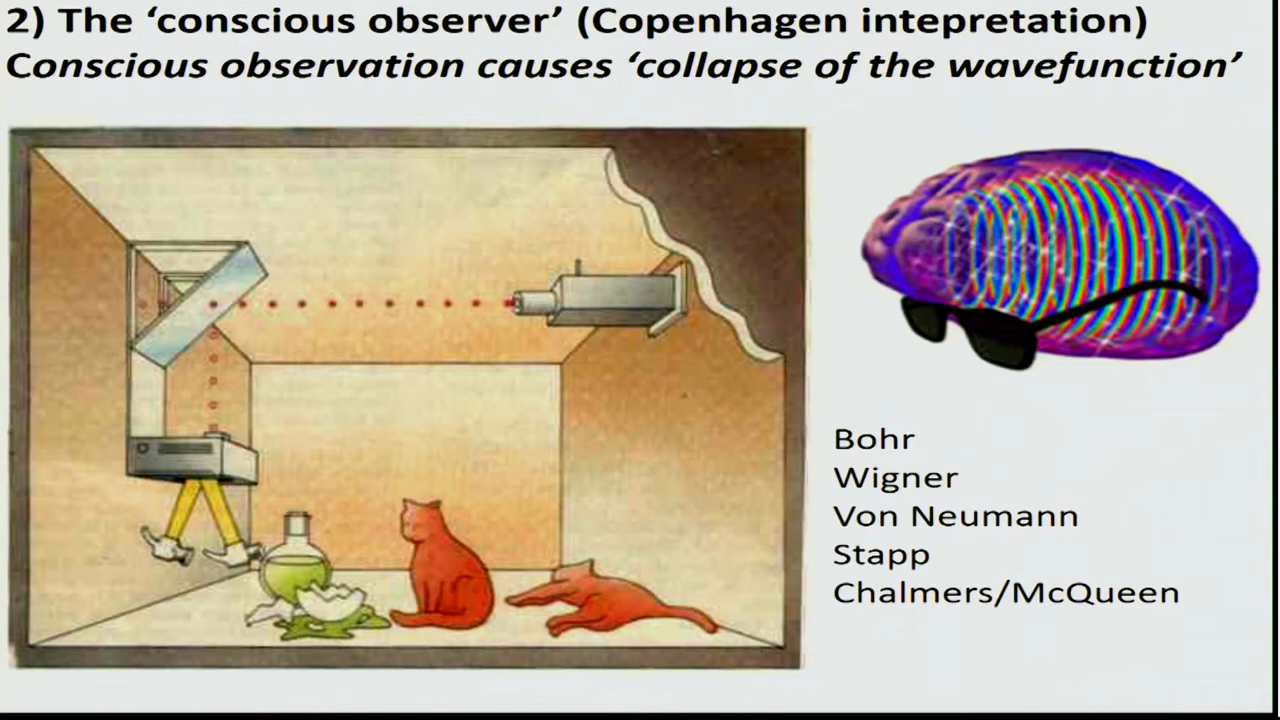 2) The ‘conscious observer’ (Copenhagen intepretation)
Conscious observation causes ‘collapse of the wavefunction’
Bohr
Wigner
Von Neumann
Stapp
Chalmers/McQueen